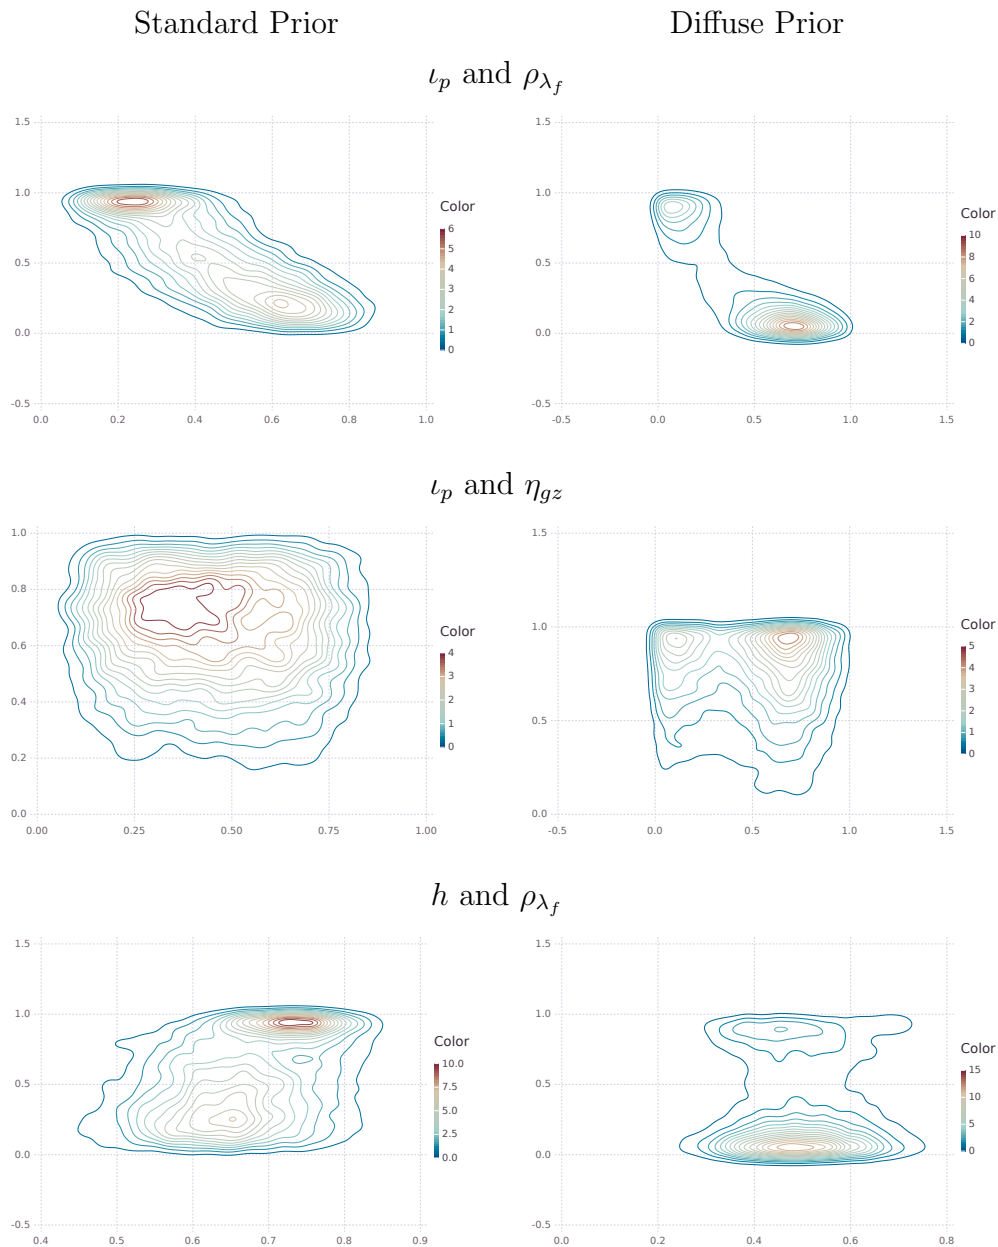 Standard Prior Diffuse Prior
ι_p and ρ_{λ_f}
1.5 1.0 0.5 0.0 -0.5
0.0 0.2 0.4 0.6 0.8 1.0
Color
6 5 4 3 2 1 0
1.5 1.0 0.5 0.0 -0.5
-0.5 0.0 0.5 1.0 1.5
Color
10 8 6 4 2 0
ι_p and η_{gz}
1.0 0.8 0.6 0.4 0.2 0.0
0.00 0.25 0.50 0.75 1.00
Color
4 3 2 1 0
1.5 1.0 0.5 0.0
-0.5 0.0 0.5 1.0 1.5
Color
5 4 3 2 1 0
h and ρ_{λ_f}
1.5 1.0 0.5 0.0 -0.5
0.4 0.5 0.6 0.7 0.8 0.9
Color
10.0 7.5 5.0 2.5 0.0
1.5 1.0 0.5 0.0 -0.5
0.0 0.2 0.4 0.6 0.8
Color
15 10 5 0